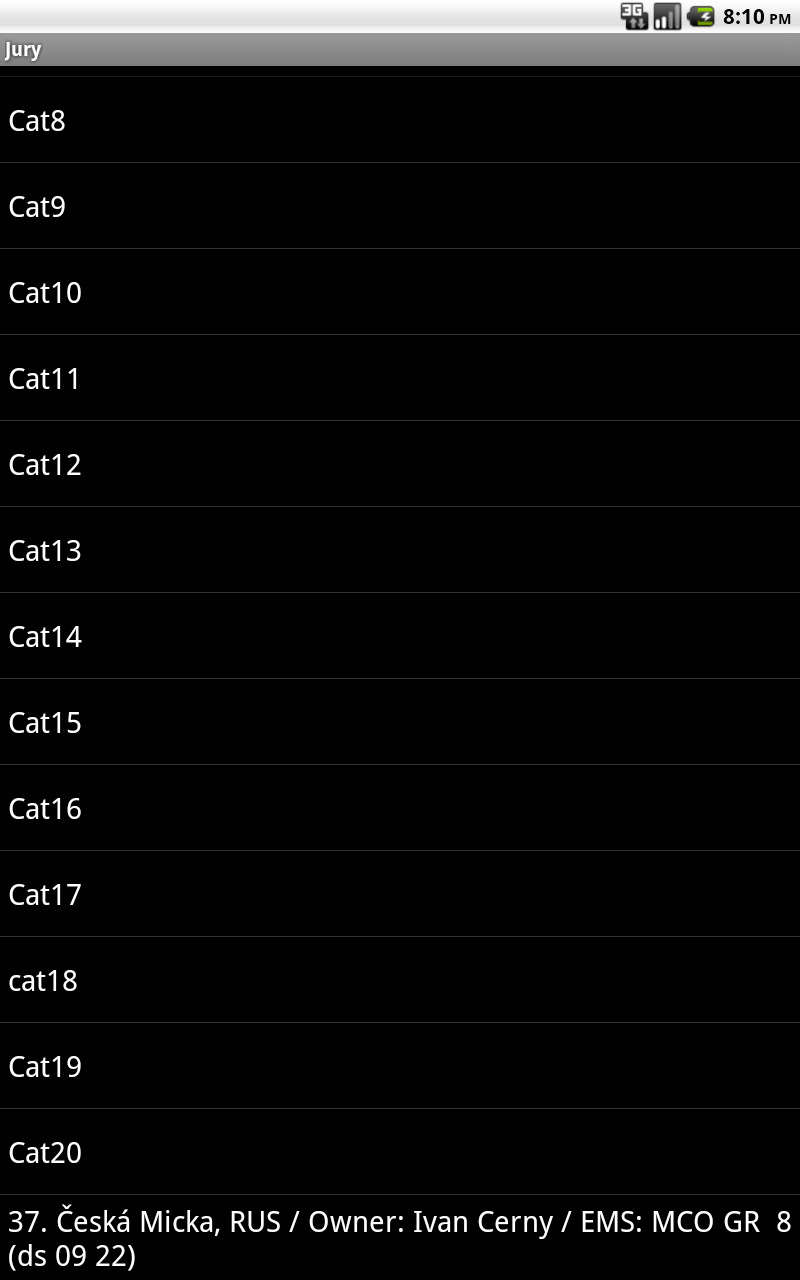 3G 8:10 PM
Jury
Cat8
Cat9
Cat10
Cat11
Cat12
Cat13
Cat14
Cat15
Cat16
Cat17
cat18
Cat19
Cat20
37. Česká Micka, RUS / Owner: Ivan Cerny / EMS: MCO GR  8
(ds 09 22)